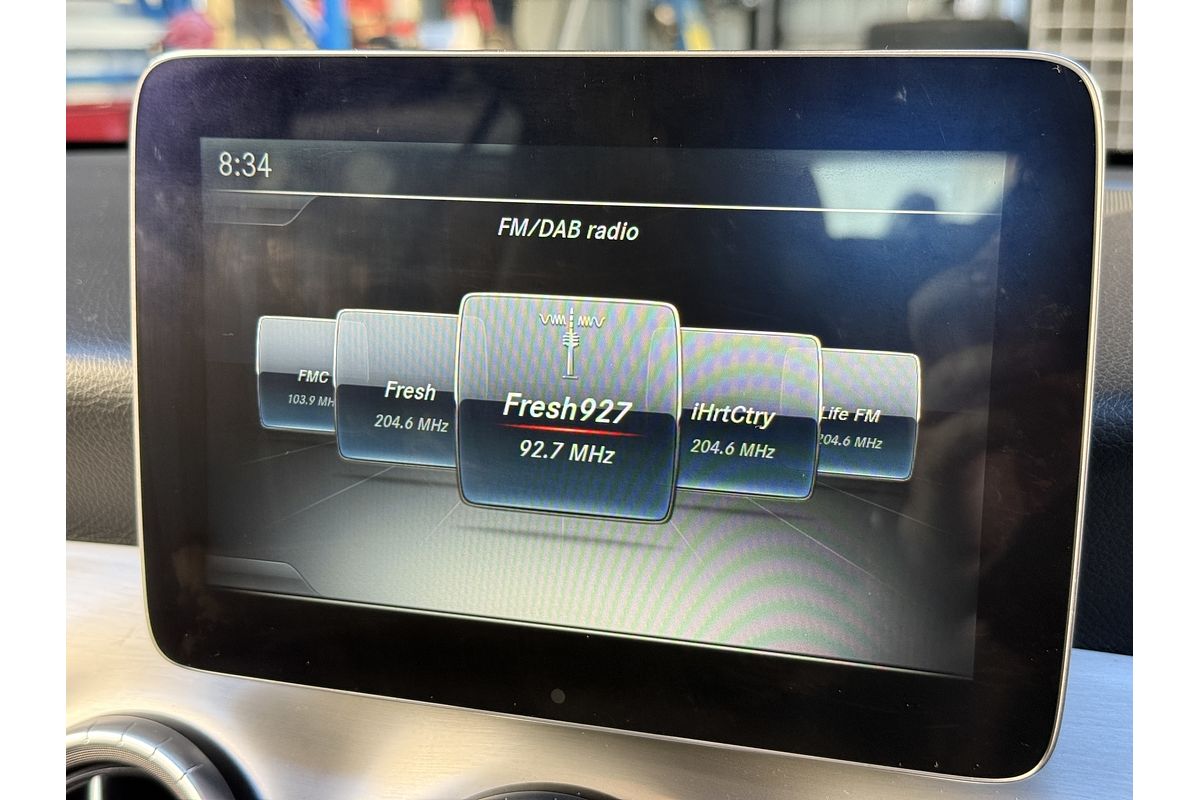 8:34
FM/DAB radio
FMC
103.9 MH
Fresh
204.6 MHz
Fresh927
92.7 MHz
iHrtCtry
204.6 MHz
Life FM
204.6 MHz